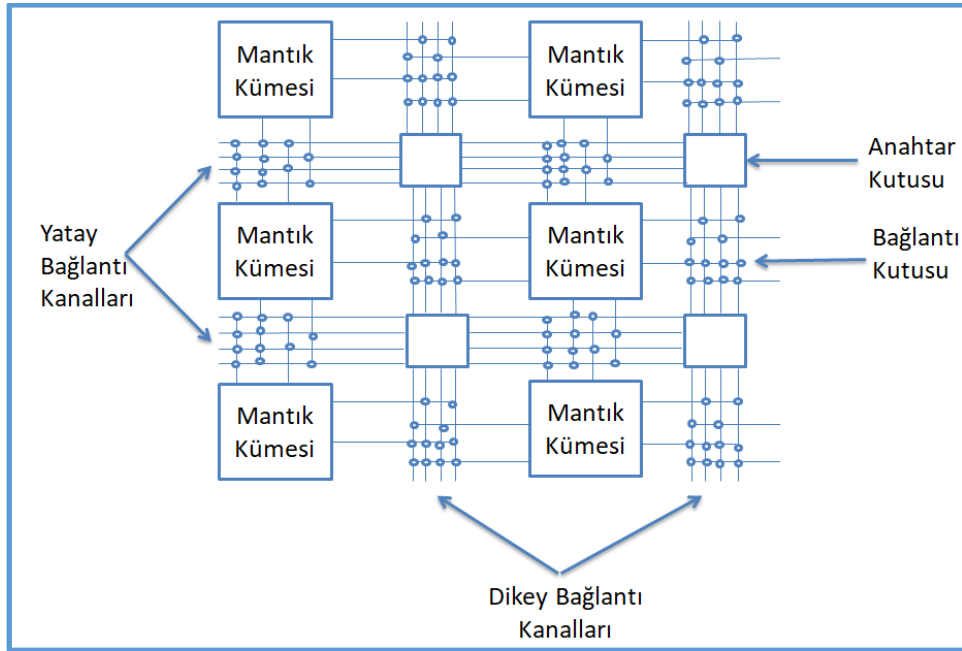 Mantık
Kümesi
Mantık
Kümesi
Anahtar
Kutusu
Yatay
Bağlantı
Kanalları
Mantık
Kümesi
Mantık
Kümesi
Bağlantı
Kutusu
Mantık
Kümesi
Mantık
Kümesi
Dikey Bağlantı
Kanalları